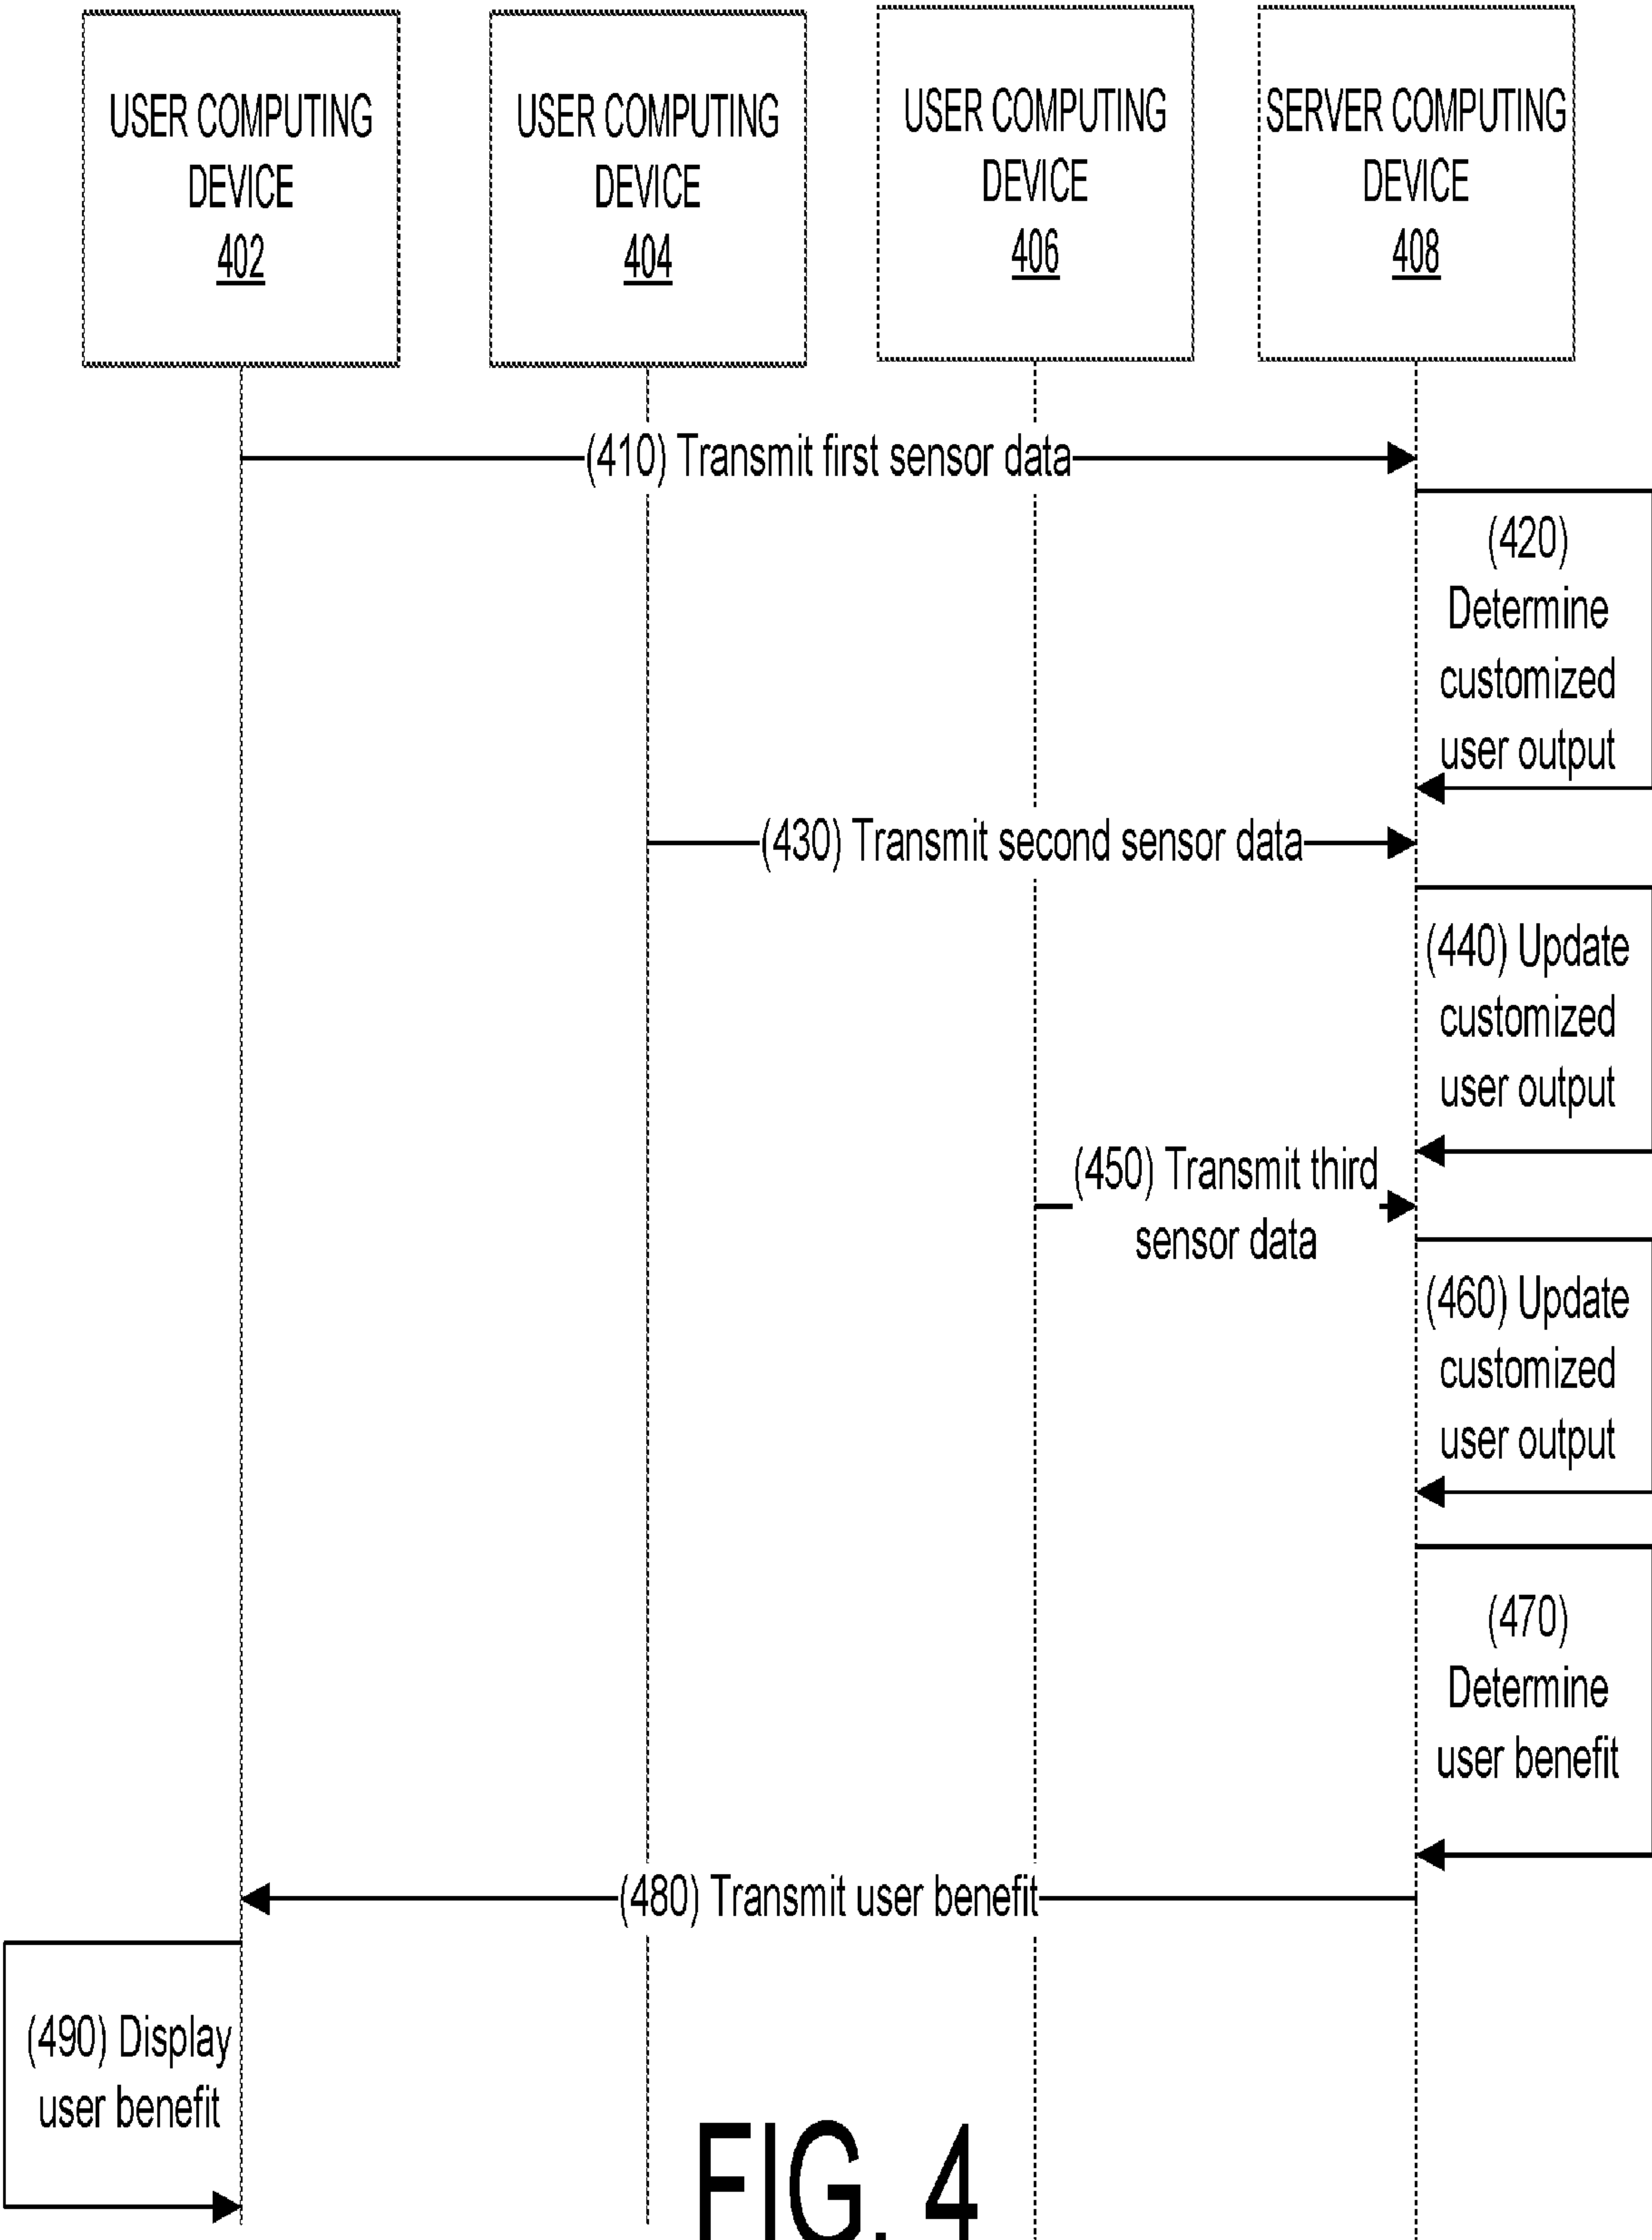 USER COMPUTING
DEVICE
402
USER COMPUTING
DEVICE
404
USER COMPUTING
DEVICE
406
SERVER COMPUTING
DEVICE
408
(410) Transmit first sensor data
(420)
Determine
customized
user output
(430) Transmit second sensor data
(440) Update
customized
user output
(450) Transmit third
sensor data
(460) Update
customized
user output
(470)
Determine
user benefit
(480) Transmit user benefit
(490) Display
user benefit
FIG. 4